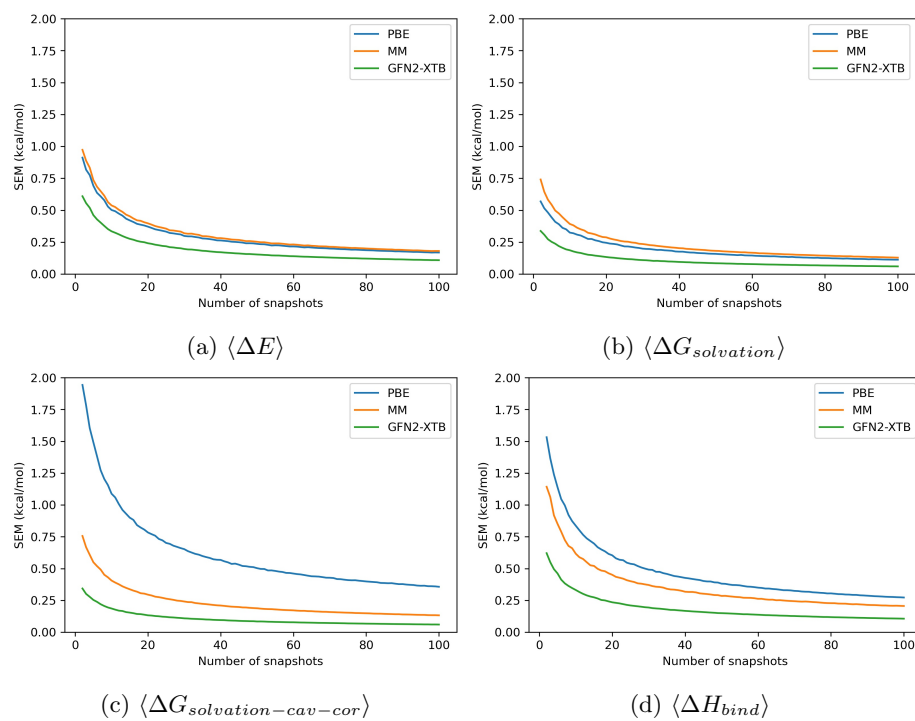 2.00
1.75
1.50
1.25
1.00
0.75
0.50
0.25
0.00
SEM (kcal/mol)
0 20 40 60 80 100
Number of snapshots
PBE
MM
GFN2-XTB
(a) ⟨ΔE⟩
2.00
1.75
1.50
1.25
1.00
0.75
0.50
0.25
0.00
SEM (kcal/mol)
0 20 40 60 80 100
Number of snapshots
PBE
MM
GFN2-XTB
(b) ⟨ΔG_{solvation}⟩
2.00
1.75
1.50
1.25
1.00
0.75
0.50
0.25
0.00
SEM (kcal/mol)
0 20 40 60 80 100
Number of snapshots
PBE
MM
GFN2-XTB
(c) ⟨ΔG_{solvation−cav−cor}⟩
2.00
1.75
1.50
1.25
1.00
0.75
0.50
0.25
0.00
SEM (kcal/mol)
0 20 40 60 80 100
Number of snapshots
PBE
MM
GFN2-XTB
(d) ⟨ΔH_{bind}⟩